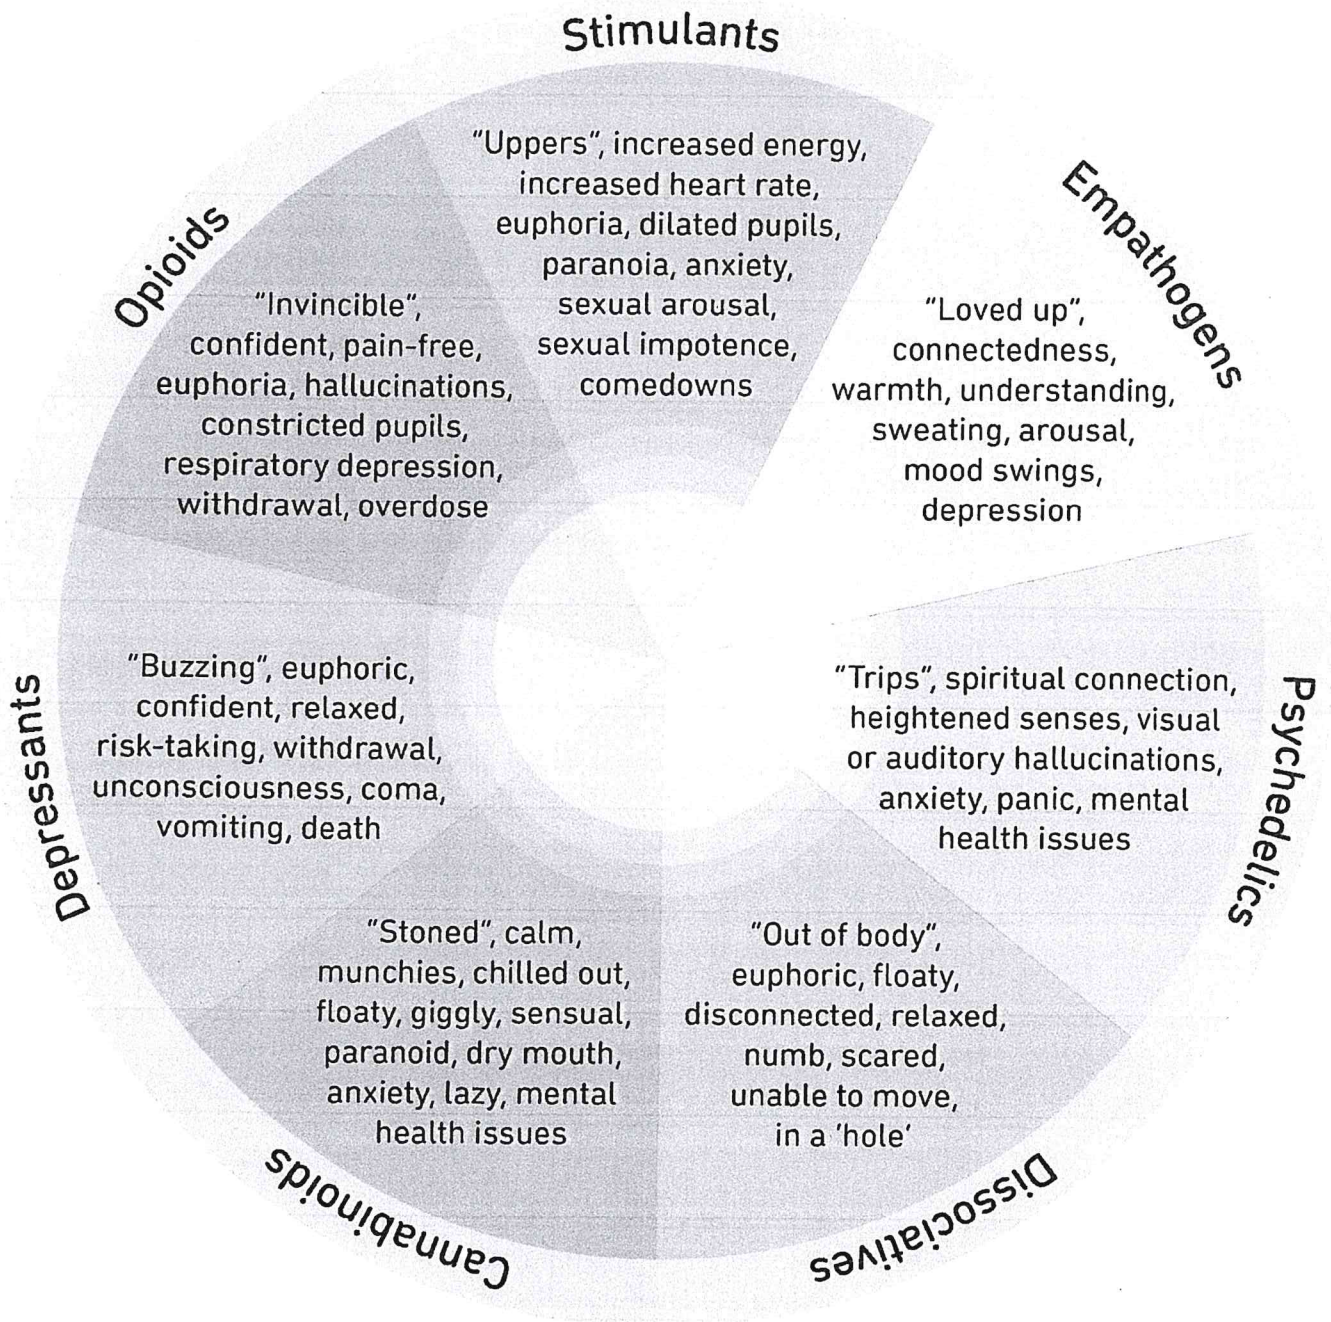 Stimulants
"Uppers", increased energy,
increased heart rate,
euphoria, dilated pupils,
paranoia, anxiety,
sexual arousal,
sexual impotence,
comedowns
Empathogens
"Loved up",
connectedness,
warmth, understanding,
sweating, arousal,
mood swings,
depression
Psychedelics
"Trips", spiritual connection,
heightened senses, visual
or auditory hallucinations,
anxiety, panic, mental
health issues
Dissociatives
"Out of body",
euphoric, floaty,
disconnected, relaxed,
numb, scared,
unable to move,
in a 'hole'
Cannabinoids
"Stoned", calm,
munchies, chilled out,
floaty, giggly, sensual,
paranoid, dry mouth,
anxiety, lazy, mental
health issues
Depressants
"Buzzing", euphoric,
confident, relaxed,
risk-taking, withdrawal,
unconsciousness, coma,
vomiting, death
Opioids
"Invincible",
confident, pain-free,
euphoria, hallucinations,
constricted pupils,
respiratory depression,
withdrawal, overdose